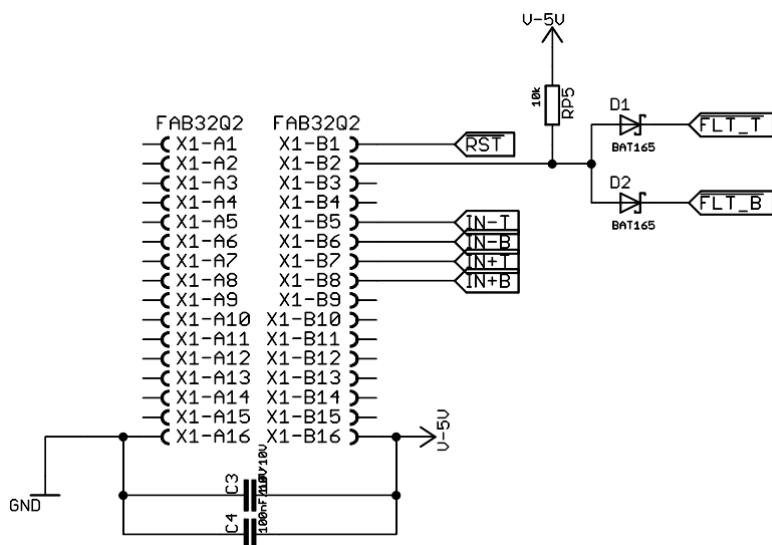 V-5V
10k
RP5
D1
FLT_T
BAT165
D2
FLT_B
BAT165
FAB32Q2 FAB32Q2
X1-A1 X1-B1 RST
X1-A2 X1-B2
X1-A3 X1-B3
X1-A4 X1-B4
X1-A5 X1-B5 IN-T
X1-A6 X1-B6 IN-B
X1-A7 X1-B7 IN+T
X1-A8 X1-B8 IN+B
X1-A9 X1-B9
X1-A10 X1-B10
X1-A11 X1-B11
X1-A12 X1-B12
X1-A13 X1-B13
X1-A14 X1-B14
X1-A15 X1-B15
X1-A16 X1-B16
V-5V
GND
C3
C4